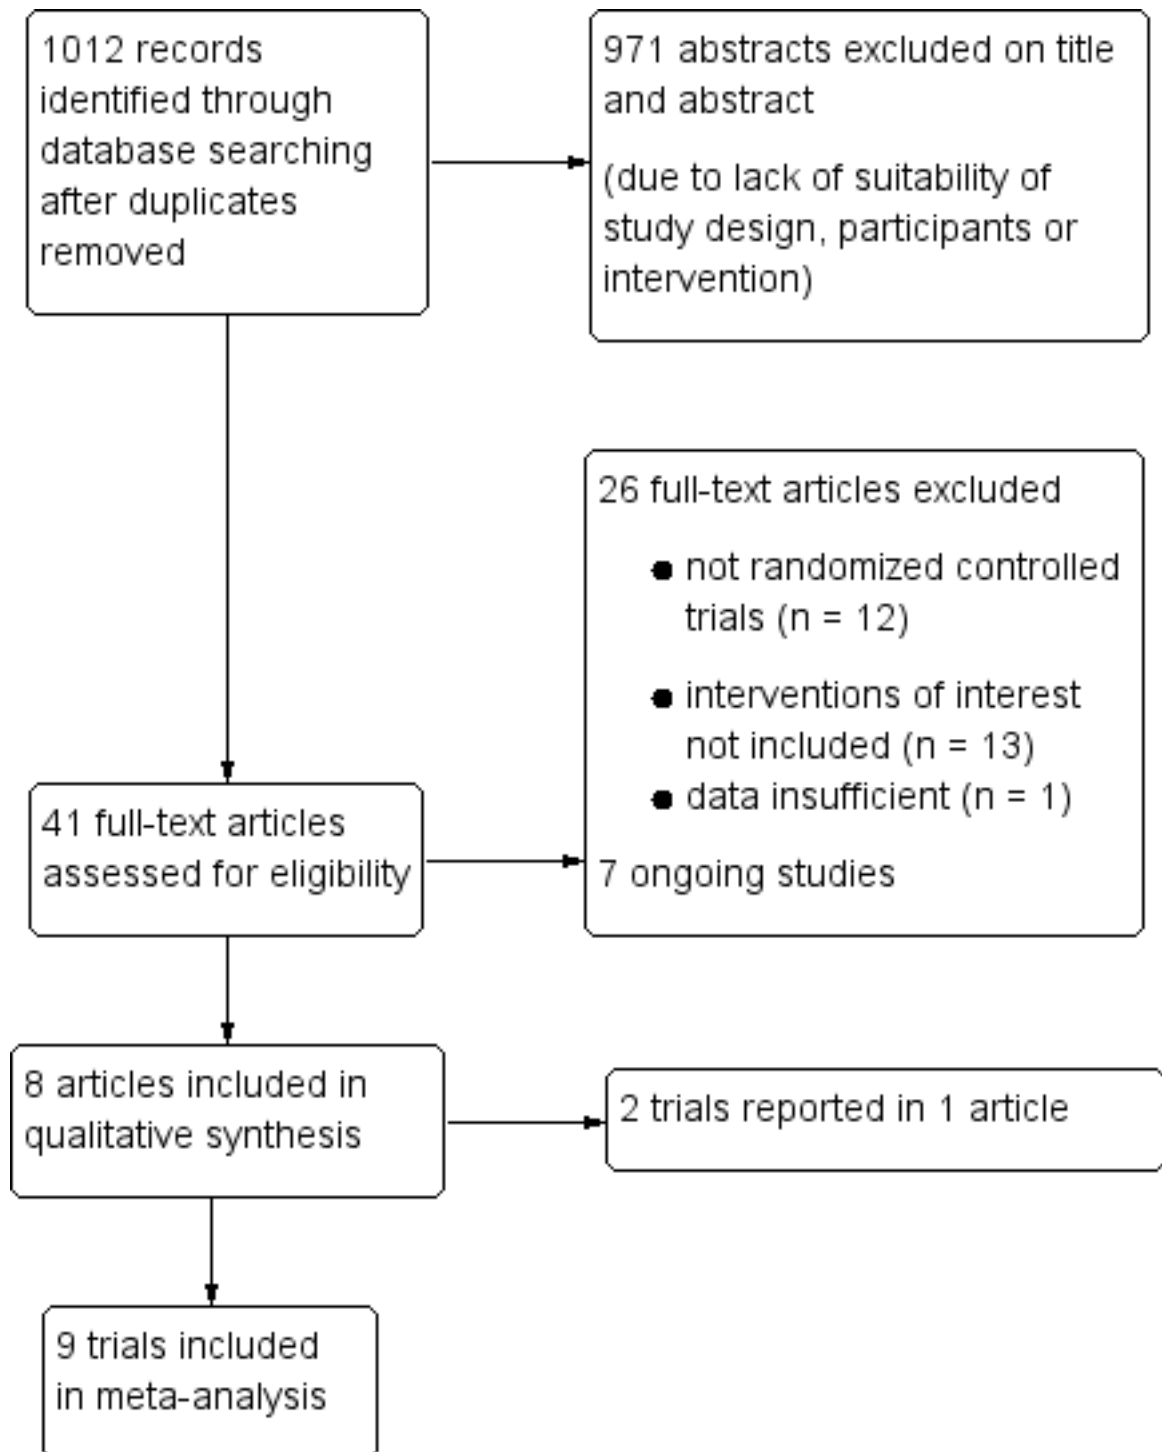 1012 records
identified through
database searching
after duplicates
removed
971 abstracts excluded on title
and abstract
(due to lack of suitability of
study design, participants or
intervention)
26 full-text articles excluded
● not randomized controlled
trials (n = 12)
● interventions of interest
not included (n = 13)
● data insufficient (n = 1)
7 ongoing studies
41 full-text articles
assessed for eligibility
8 articles included in
qualitative synthesis
2 trials reported in 1 article
9 trials included
in meta-analysis